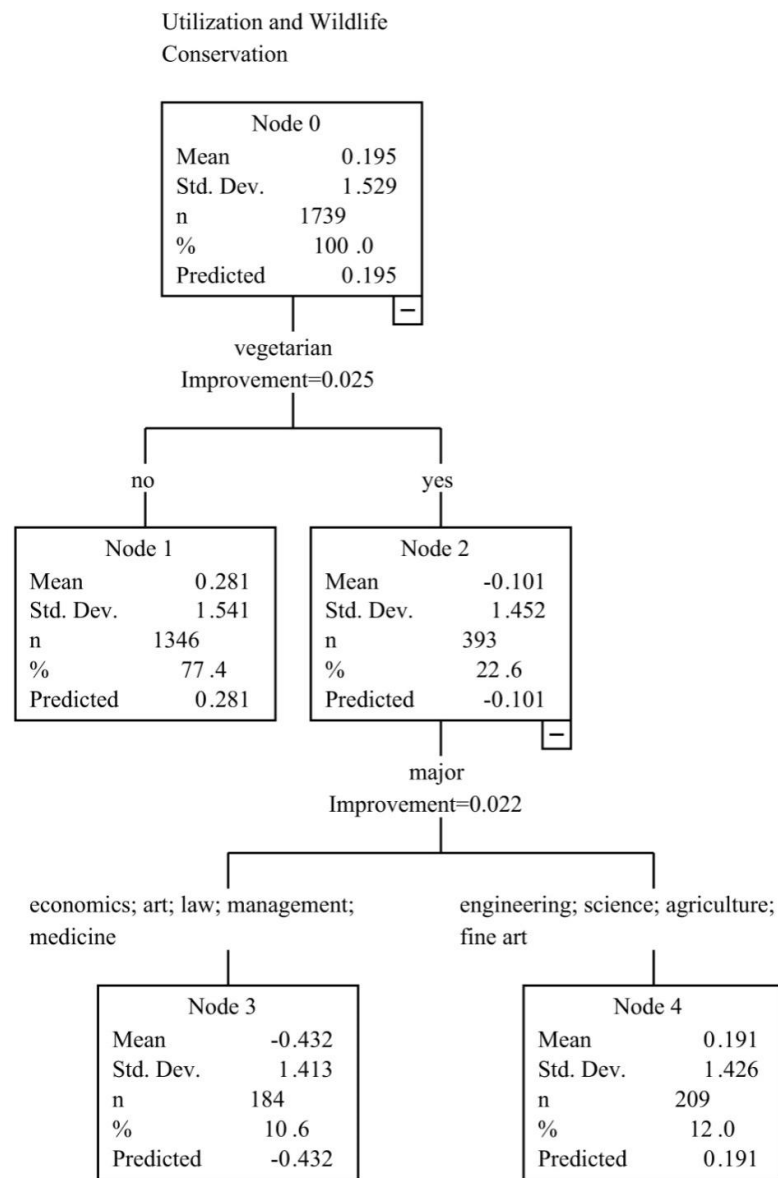 Utilization and Wildlife
Conservation
Node 0
Mean 0.195
Std. Dev. 1.529
n 1739
% 100 .0
Predicted 0.195
−
vegetarian
Improvement=0.025
no
yes
Node 1
Mean 0.281
Std. Dev. 1.541
n 1346
% 77 .4
Predicted 0.281
Node 2
Mean -0.101
Std. Dev. 1.452
n 393
% 22 .6
Predicted -0.101
−
major
Improvement=0.022
economics; art; law; management;
medicine
engineering; science; agriculture;
fine art
Node 3
Mean -0.432
Std. Dev. 1.413
n 184
% 10 .6
Predicted -0.432
Node 4
Mean 0.191
Std. Dev. 1.426
n 209
% 12 .0
Predicted 0.191